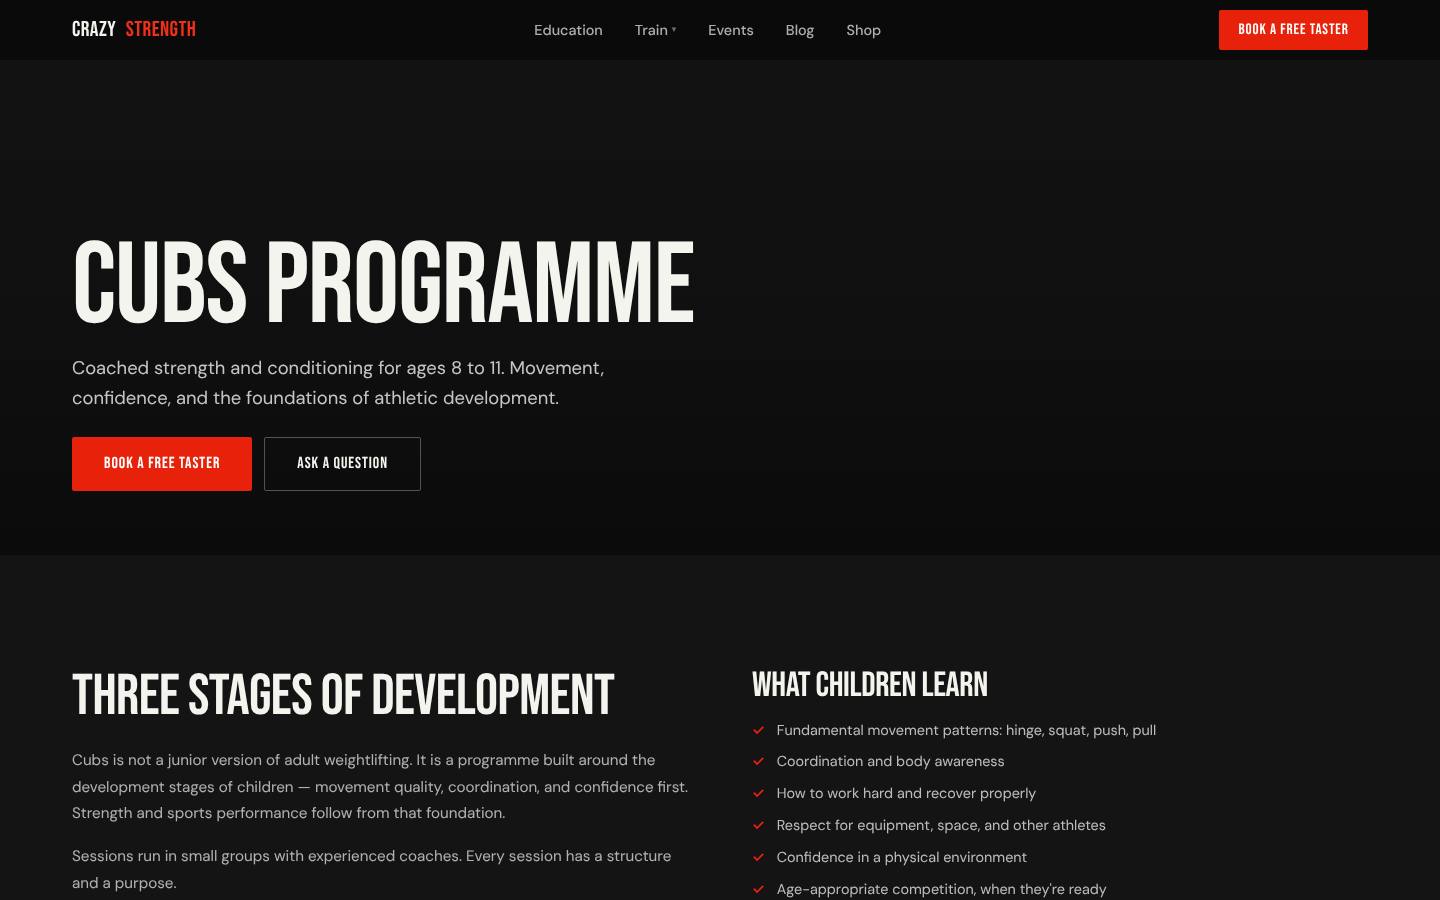 CRAZY STRENGTH
Education
Train
Events
Blog
Shop
BOOK A FREE TASTER
CUBS PROGRAMME
Coached strength and conditioning for ages 8 to 11. Movement,
confidence, and the foundations of athletic development.
BOOK A FREE TASTER
ASK A QUESTION
THREE STAGES OF DEVELOPMENT
Cubs is not a junior version of adult weightlifting. It is a programme built around the
development stages of children — movement quality, coordination, and confidence first.
Strength and sports performance follow from that foundation.
Sessions run in small groups with experienced coaches. Every session has a structure
and a purpose.
WHAT CHILDREN LEARN
Fundamental movement patterns: hinge, squat, push, pull
Coordination and body awareness
How to work hard and recover properly
Respect for equipment, space, and other athletes
Confidence in a physical environment
Age-appropriate competition, when they're ready